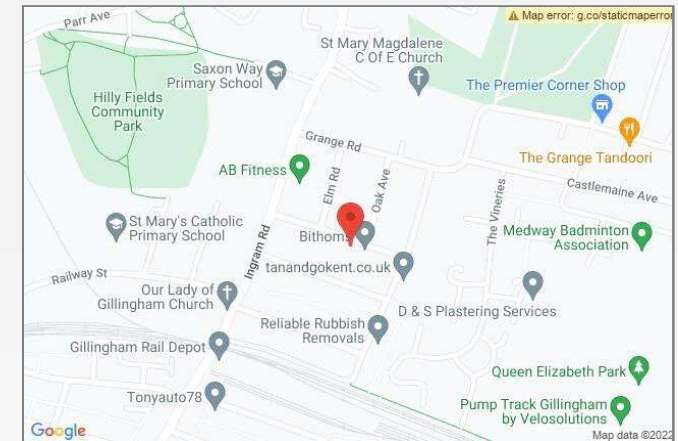 Parr Ave
Map error: g.co/staticmaperror
St Mary Magdalene
C Of E Church
Saxon Way
Primary School
The Premier Corner Shop
Hilly Fields
Community
Park
Grange Rd
The Grange Tandoori
AB Fitness
Elm Rd
Oak Ave
Castlemaine Ave
The Vineries
St Mary's Catholic
Primary School
Bithoms
Medway Badminton
Association
Ingram Rd
tanandgokent.co.uk
Railway St
Our Lady of
Gillingham Church
D & S Plastering Services
Reliable Rubbish
Removals
Gillingham Rail Depot
Queen Elizabeth Park
Tonyauto78
Pump Track Gillingham
by Velosolutions
Google
Map data ©2022